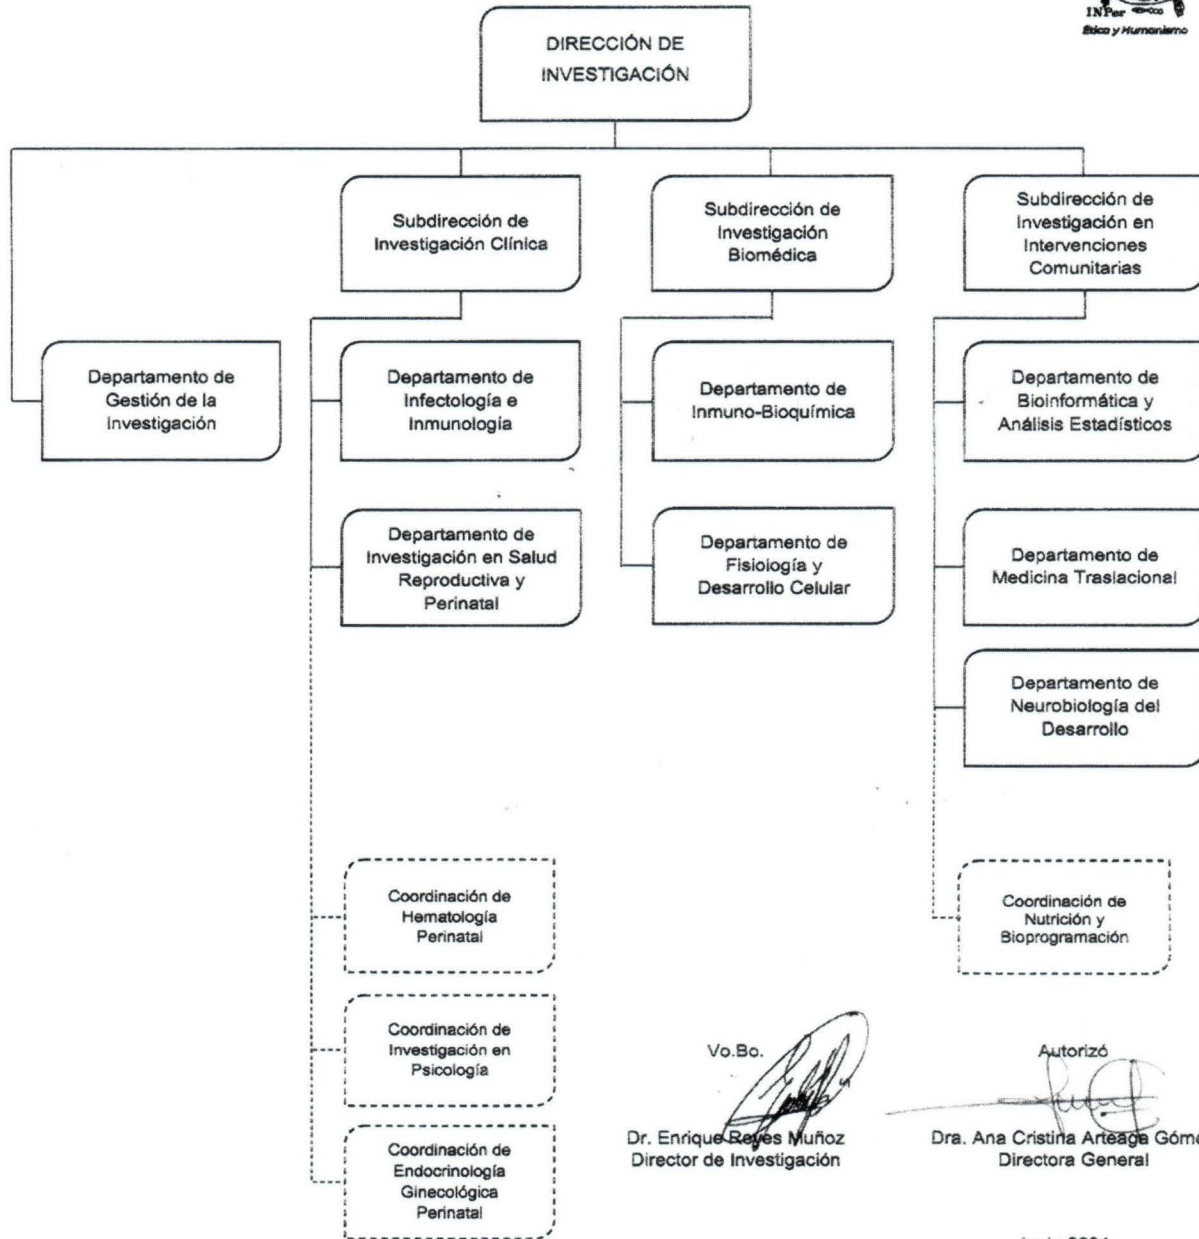 INPer
Ética y Humanismo
DIRECCIÓN DE
INVESTIGACIÓN
Subdirección de
Investigación Clínica
Subdirección de
Investigación
Biomédica
Subdirección de
Investigación en
Intervenciones
Comunitarias
Departamento de
Gestión de la
Investigación
Departamento de
Infectología e
Inmunología
Departamento de
Inmuno-Bioquímica
Departamento de
Bioinformática y
Análisis Estadísticos
Departamento de
Investigación en Salud
Reproductiva y
Perinatal
Departamento de
Fisiología y
Desarrollo Celular
Departamento de
Medicina Traslacional
Departamento de
Neurobiología del
Desarrollo
Coordinación de
Hematología
Perinatal
Coordinación de
Nutrición y
Bioprogramación
Coordinación de
Investigación en
Psicología
Coordinación de
Endocrinología
Ginecológica
Perinatal
Vo.Bo.
Dr. Enrique Reyes Muñoz
Director de Investigación
Autorizó
Dra. Ana Cristina Arteaga
Directora General